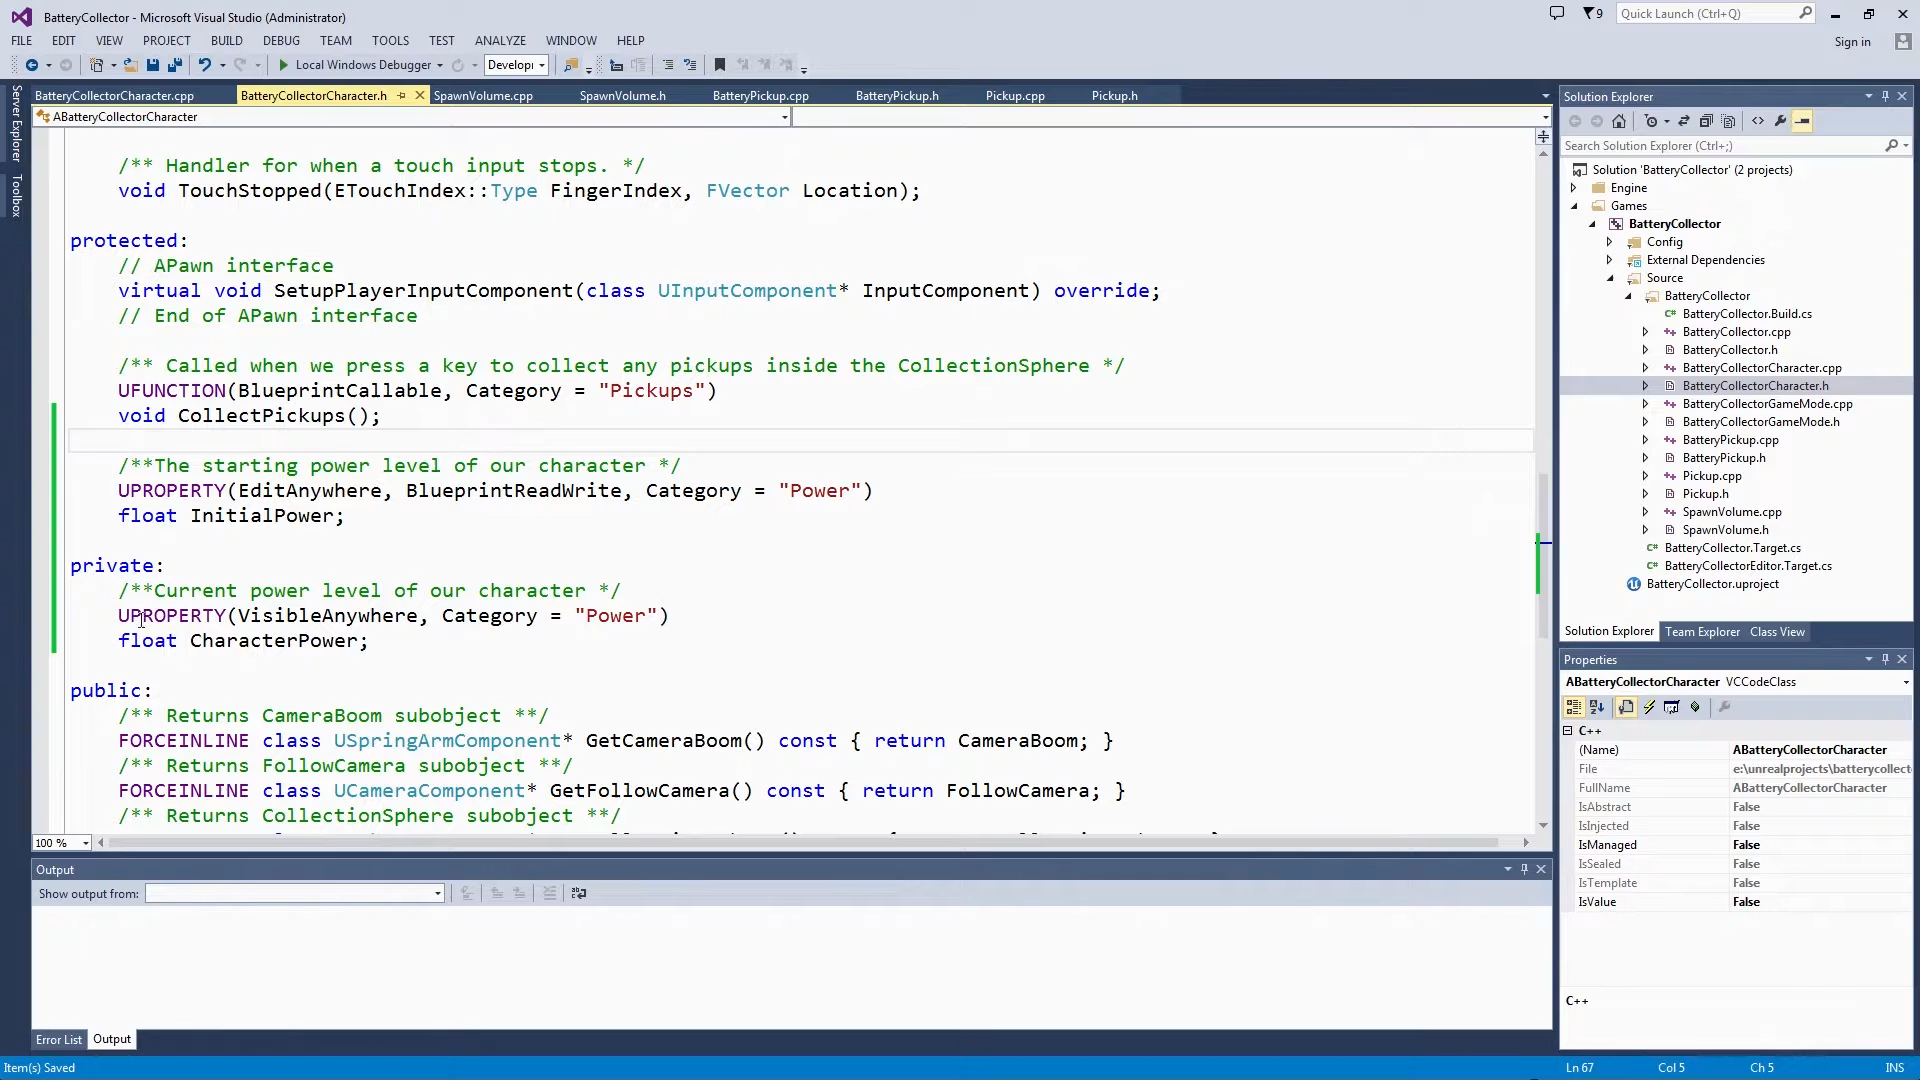 BatteryCollector - Microsoft Visual Studio (Administrator)
9
Quick Launch (Ctrl+Q)
FILE EDIT VIEW PROJECT BUILD DEBUG TEAM TOOLS TEST ANALYZE WINDOW HELP
Sign in
Local Windows Debugger
Develop
Server Explorer
Toolbox
BatteryCollectorCharacter.cpp BatteryCollectorCharacter.h SpawnVolume.cpp SpawnVolume.h BatteryPickup.cpp BatteryPickup.h Pickup.cpp Pickup.h
ABatteryCollectorCharacter
/** Handler for when a touch input stops. */
void TouchStopped(ETouchIndex::Type FingerIndex, FVector Location);
protected:
// APawn interface
virtual void SetupPlayerInputComponent(class UInputComponent* InputComponent) override;
// End of APawn interface
/** Called when we press a key to collect any pickups inside the CollectionSphere */
UFUNCTION(BlueprintCallable, Category = "Pickups")
void CollectPickups();
/**The starting power level of our character */
UPROPERTY(EditAnywhere, BlueprintReadWrite, Category = "Power")
float InitialPower;
private:
/**Current power level of our character */
UPROPERTY(VisibleAnywhere, Category = "Power")
float CharacterPower;
public:
/** Returns CameraBoom subobject **/
FORCEINLINE class USpringArmComponent* GetCameraBoom() const { return CameraBoom; }
/** Returns FollowCamera subobject **/
FORCEINLINE class UCameraComponent* GetFollowCamera() const { return FollowCamera; }
/** Returns CollectionSphere subobject **/
100 %
Output
Show output from:
Error List Output
Solution Explorer
Search Solution Explorer (Ctrl+;)
Solution 'BatteryCollector' (2 projects)
Engine
Games
BatteryCollector
Config
External Dependencies
Source
BatteryCollector
BatteryCollector.Build.cs
BatteryCollector.cpp
BatteryCollector.h
BatteryCollectorCharacter.cpp
BatteryCollectorCharacter.h
BatteryCollectorGameMode.cpp
BatteryCollectorGameMode.h
BatteryPickup.cpp
BatteryPickup.h
Pickup.cpp
Pickup.h
SpawnVolume.cpp
SpawnVolume.h
BatteryCollector.Target.cs
BatteryCollectorEditor.Target.cs
BatteryCollector.uproject
Solution Explorer Team Explorer Class View
Properties
ABatteryCollectorCharacter VCCodeClass
C++
(Name) ABatteryCollectorCharacter
File e:\unrealprojects\batterycollect
FullName ABatteryCollectorCharacter
IsAbstract False
IsInjected False
IsManaged False
IsSealed False
IsTemplate False
IsValue False
C++
Item(s) Saved
Ln 67 Col 5 Ch 5 INS